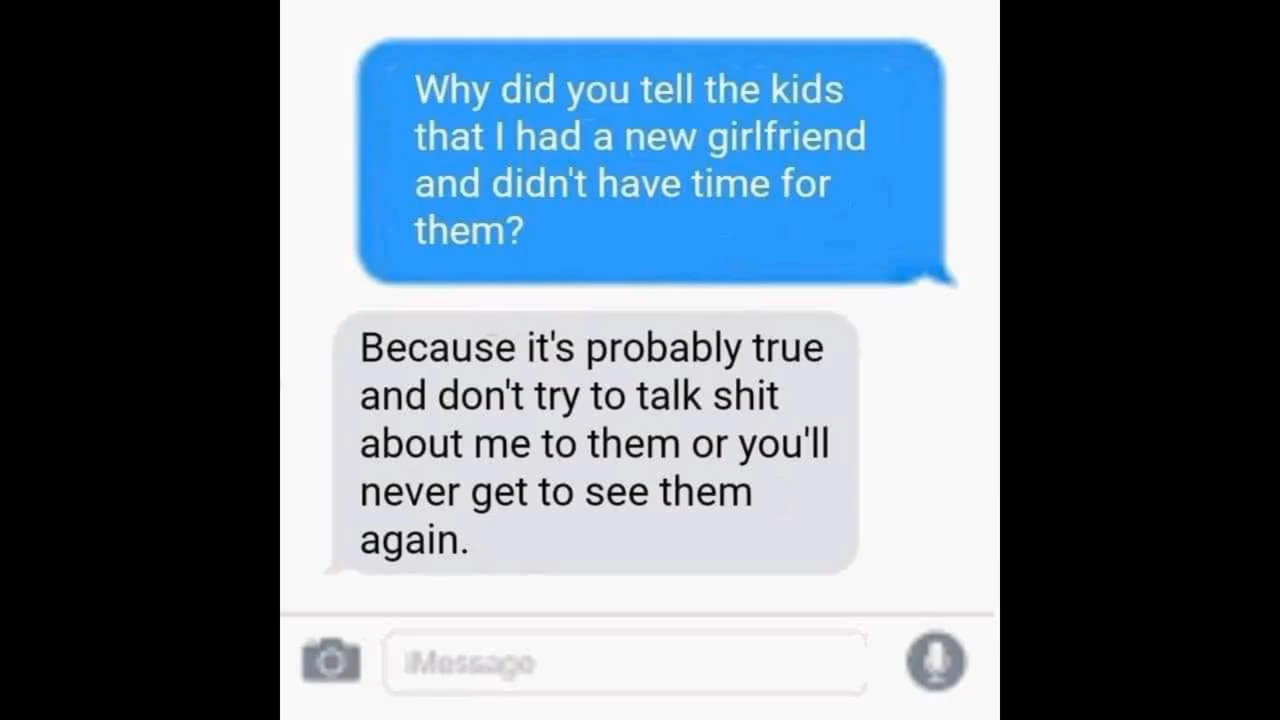 Why did you tell the kids
that I had a new girlfriend
and didn't have time for
them?
Because it's probably true
and don't try to talk shit
about me to them or you'll
never get to see them
again.
iMessage